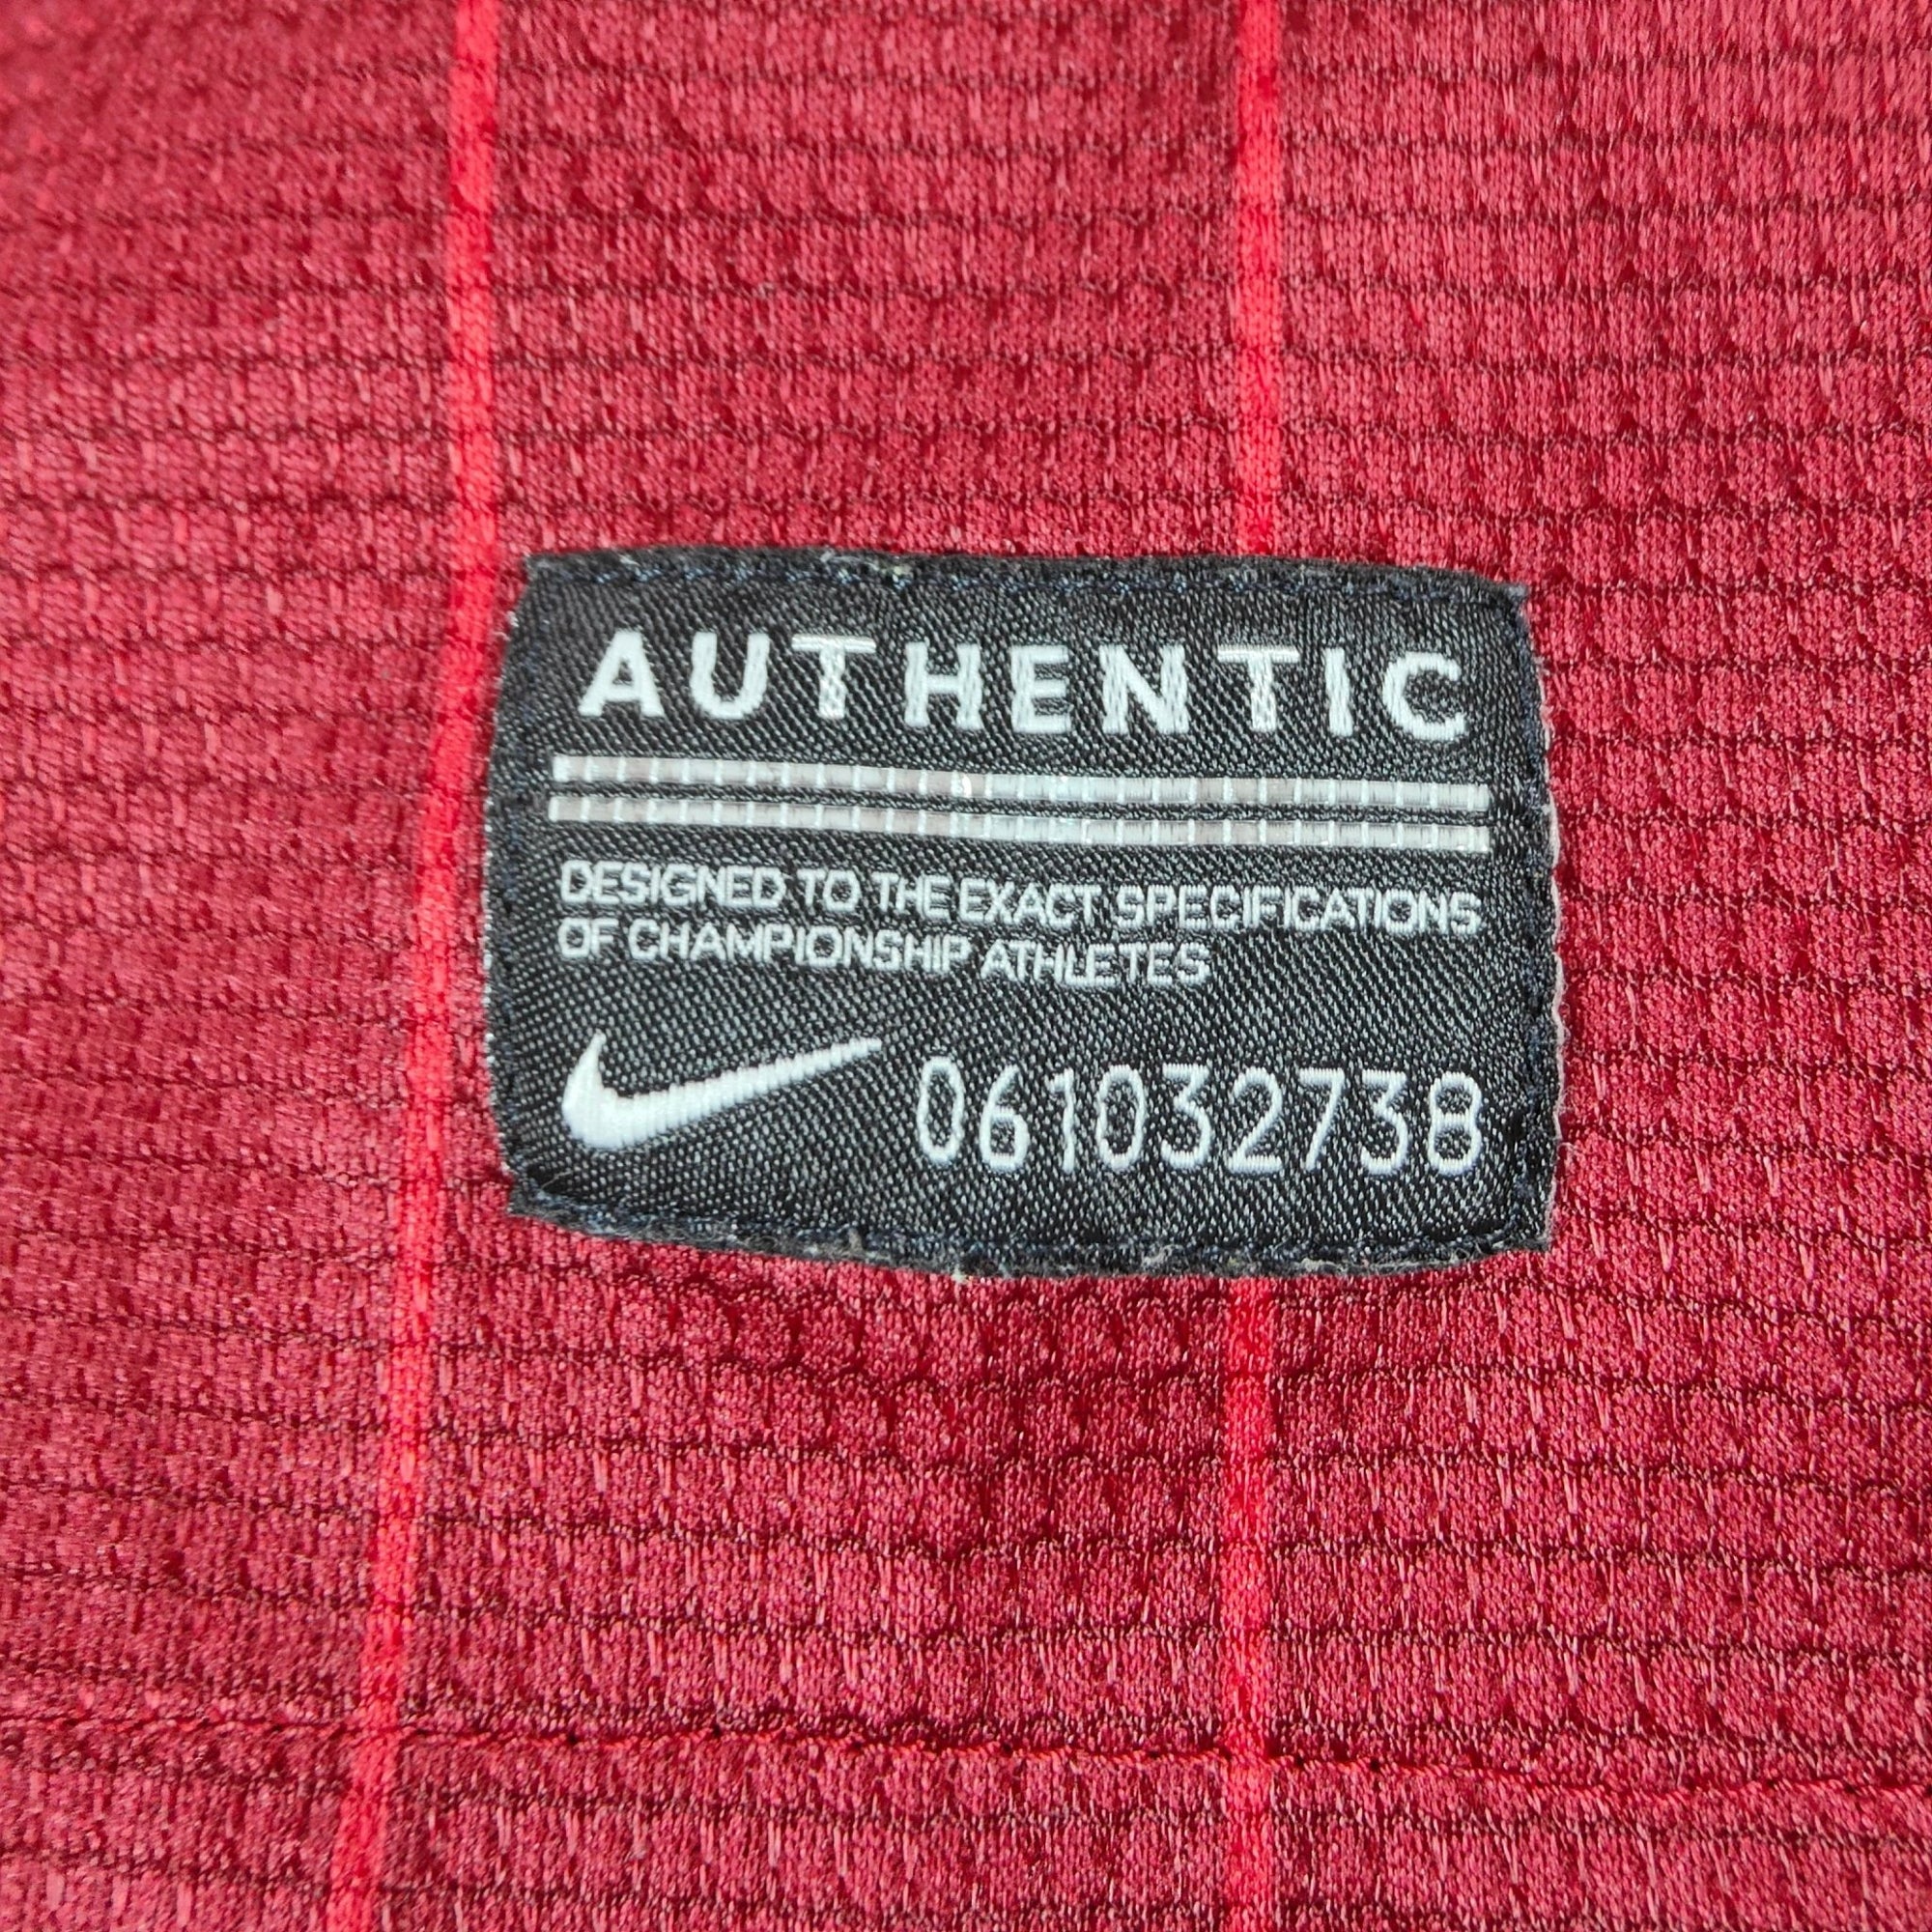 AUTHENTIC
DESIGNED TO THE EXACT SPECIFICATIONS
OF CHAMPIONSHIP ATHLETES
061032738